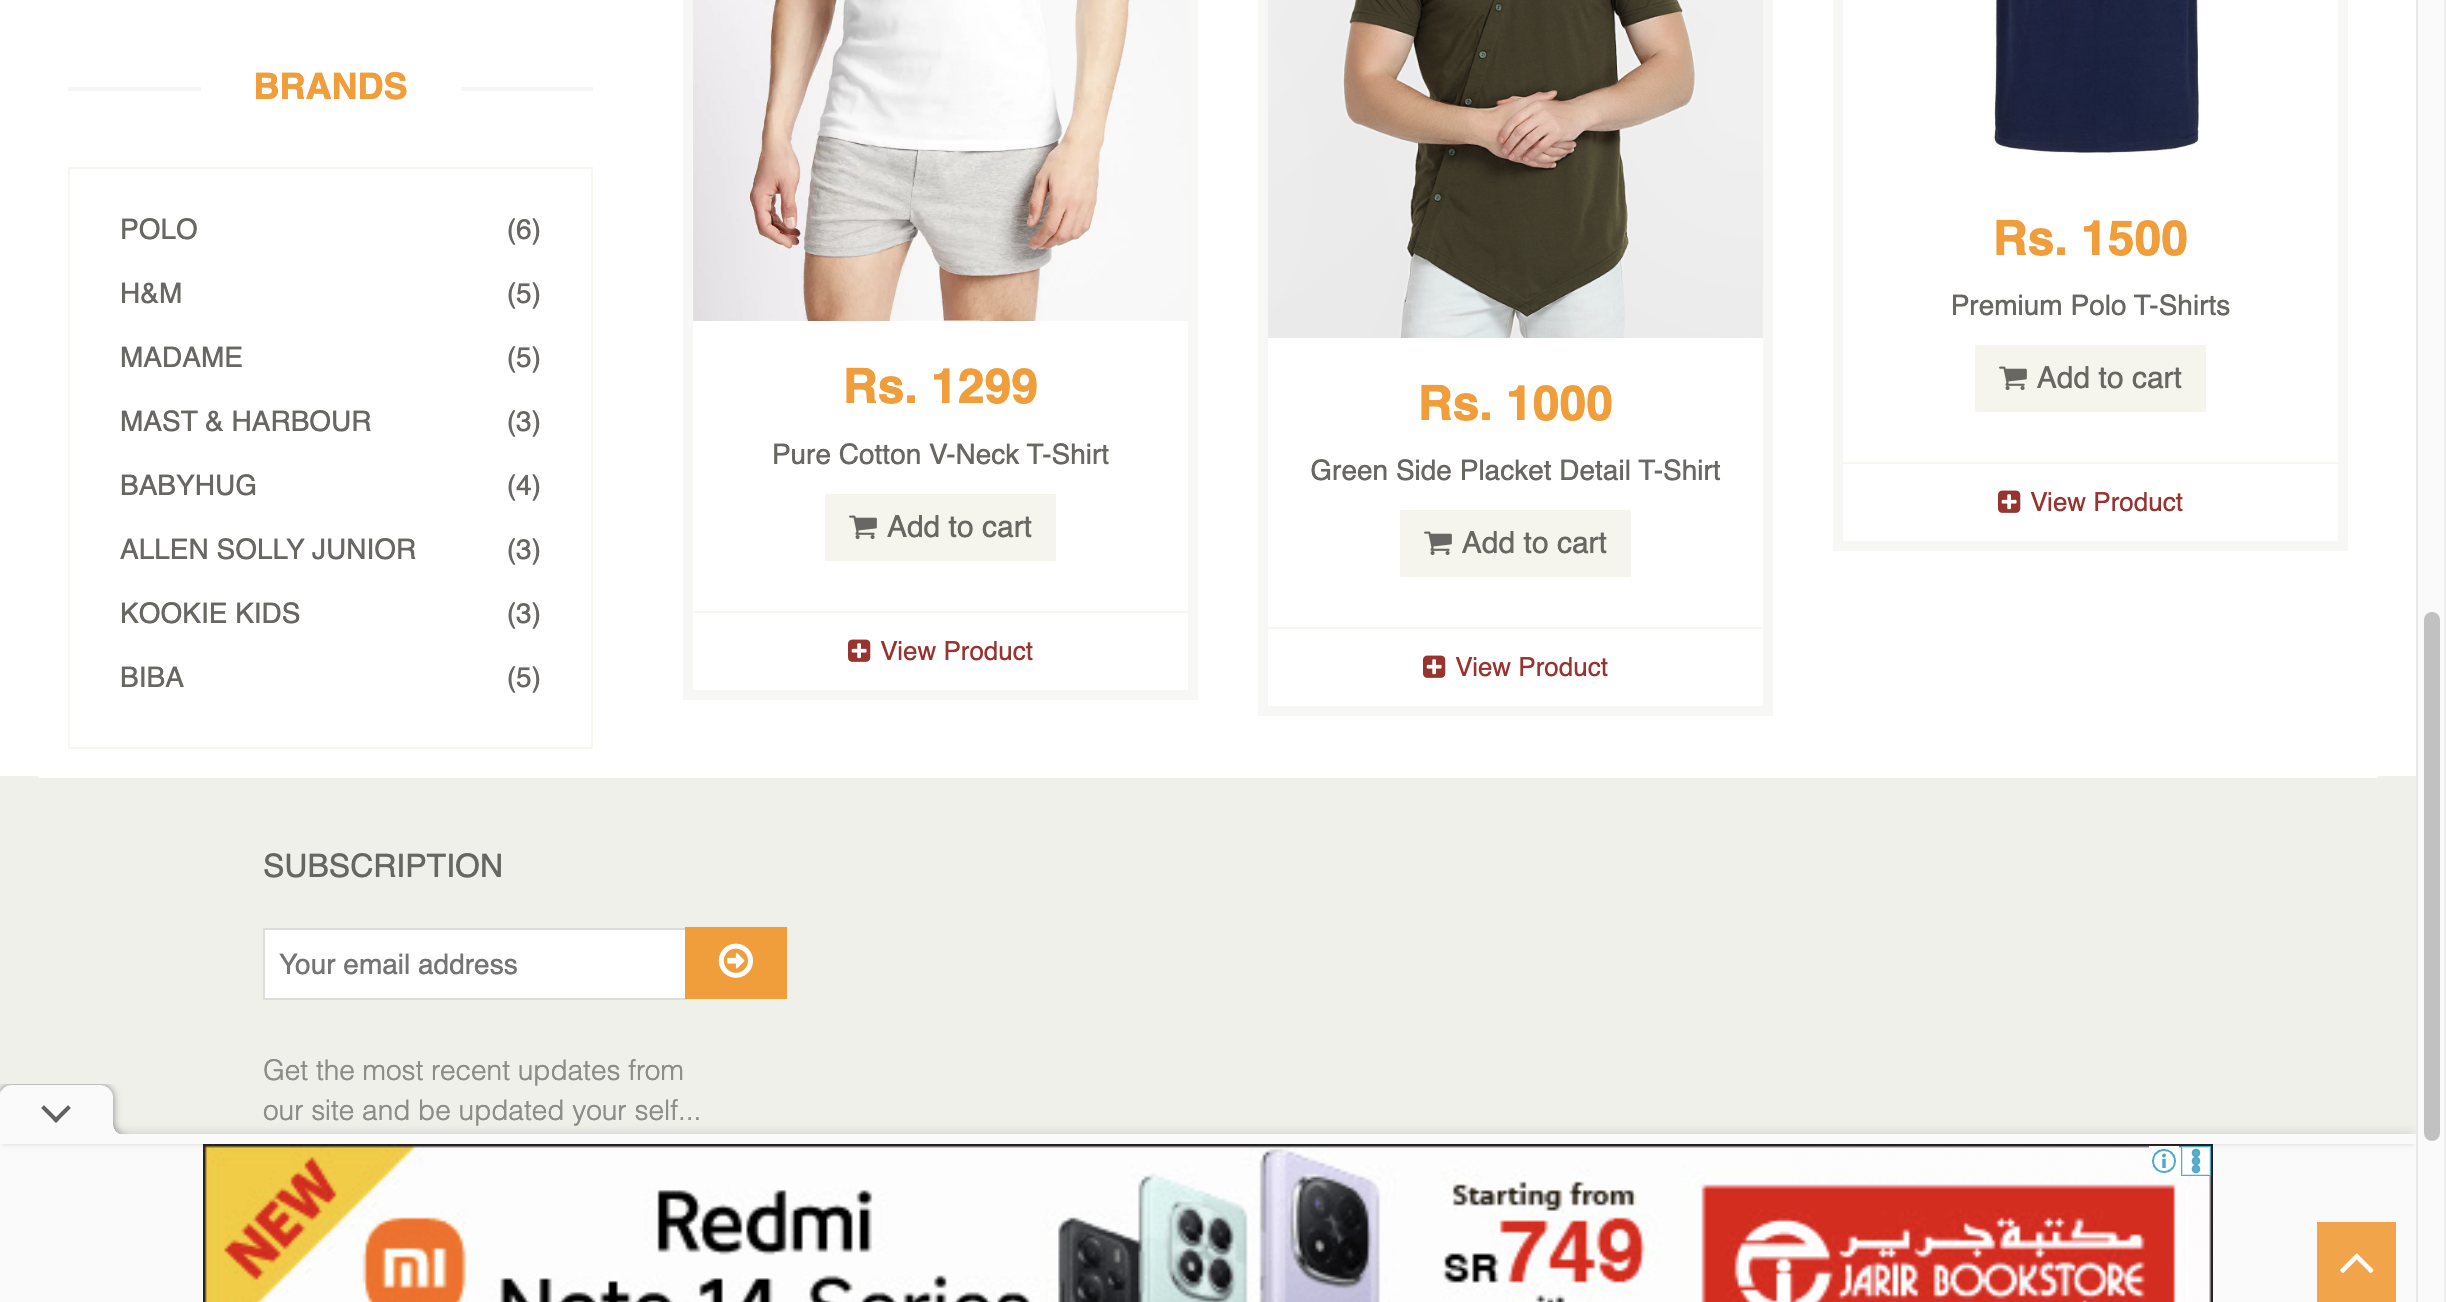 BRANDS
POLO (6)
H&M (5)
MADAME (5)
MAST & HARBOUR (3)
BABYHUG (4)
ALLEN SOLLY JUNIOR (3)
KOOKIE KIDS (3)
BIBA (5)
Rs. 1299
Pure Cotton V-Neck T-Shirt
Add to cart
View Product
Rs. 1000
Green Side Placket Detail T-Shirt
Add to cart
View Product
Rs. 1500
Premium Polo T-Shirts
Add to cart
View Product
SUBSCRIPTION
Your email address
Get the most recent updates from
our site and be updated your self...
NEW
mi
Redmi
Note 14 Series
Starting from
SR 749
مكتبة جرير
JARIR BOOKSTORE